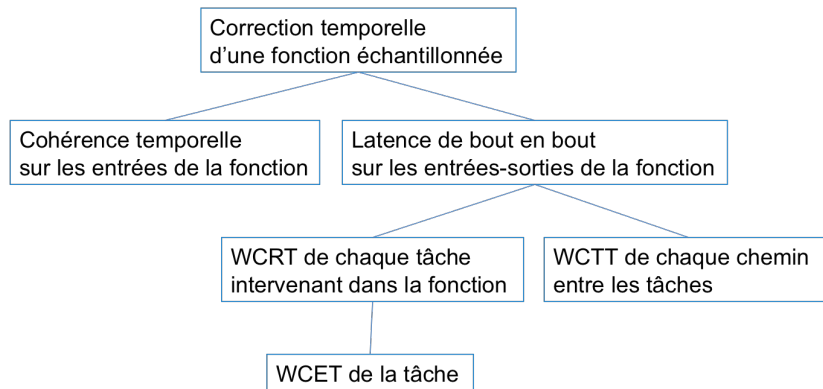 Correction temporelle
d'une fonction échantillonnée
Cohérence temporelle
sur les entrées de la fonction
Latence de bout en bout
sur les entrées-sorties de la fonction
WCRT de chaque tâche
intervenant dans la fonction
WCTT de chaque chemin
entre les tâches
WCET de la tâche